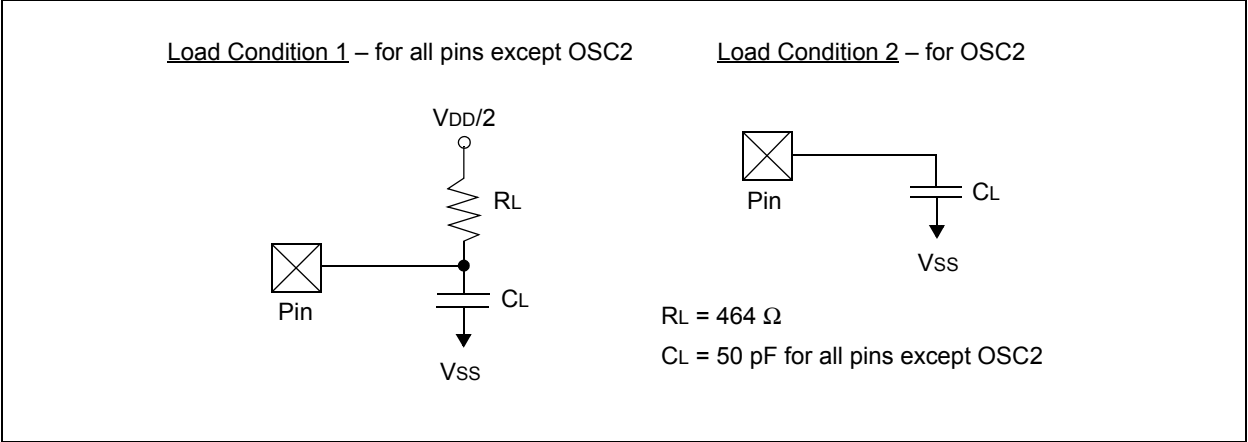 Load Condition 1 – for all pins except OSC2
VDD/2
RL
Pin
CL
VSS
Load Condition 2 – for OSC2
Pin
CL
VSS
RL = 464 Ω
CL = 50 pF for all pins except OSC2